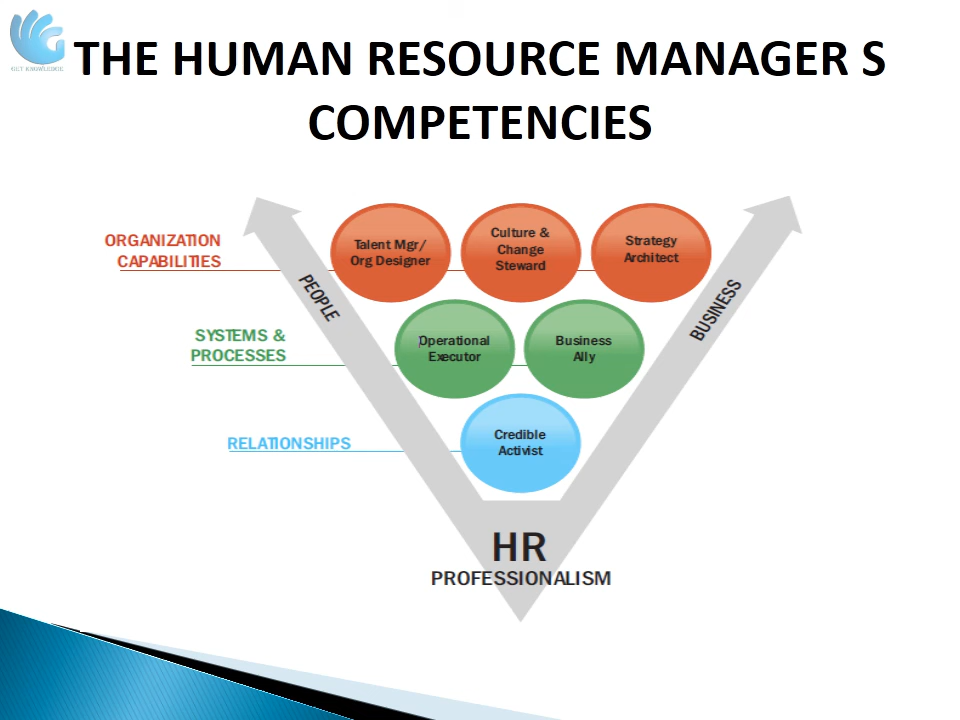 THE HUMAN RESOURCE MANAGER S
COMPETENCIES
ORGANIZATION
CAPABILITIES
Talent Mgr/
Org Designer
Culture &
Change
Steward
Strategy
Architect
PEOPLE
BUSINESS
SYSTEMS &
PROCESSES
Operational
Executor
Business
Ally
RELATIONSHIPS
Credible
Activist
HR
PROFESSIONALISM